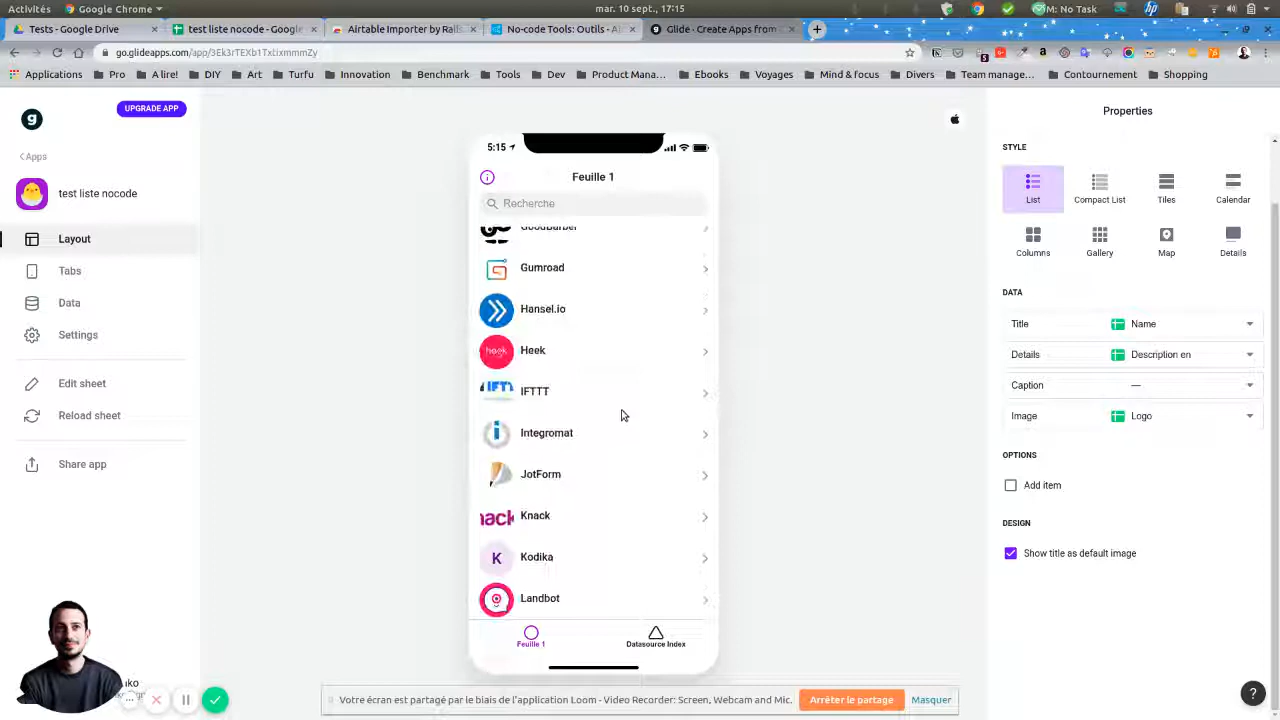 Activités
Google Chrome
mar. 10 sept., 17:15
M: No Task
Tests - Google Drive
test liste nocode - Google
Airtable Importer by Rails
No-code Tools: Outils - Ai
Glide - Create Apps from
go.glideapps.com/app/3Ek3rTEXb1TxlixmmmZy
Applications
Pro
A lire!
DIY
Art
Turfu
Innovation
Benchmark
Tools
Dev
Product Mana...
Ebooks
Voyages
Mind & focus
Divers
Team manage...
Contournement
Shopping
g
UPGRADE APP
Apps
test liste nocode
Layout
Tabs
Data
Settings
Edit sheet
Reload sheet
Share app
5:15
Feuille 1
Recherche
GoodBarber
Gumroad
Hansel.io
heek
Heek
IFTTT
Integromat
JotForm
nack
Knack
K
Kodika
Landbot
Feuille 1
Datasource Index
Properties
STYLE
List
Compact List
Tiles
Calendar
Columns
Gallery
Map
Details
DATA
Title
Name
Details
Description en
Caption
—
Image
Logo
OPTIONS
Add item
DESIGN
Show title as default image
Votre écran est partagé par le biais de l'application Loom - Video Recorder: Screen, Webcam and Mic.
Arrêter le partage
Masquer
?